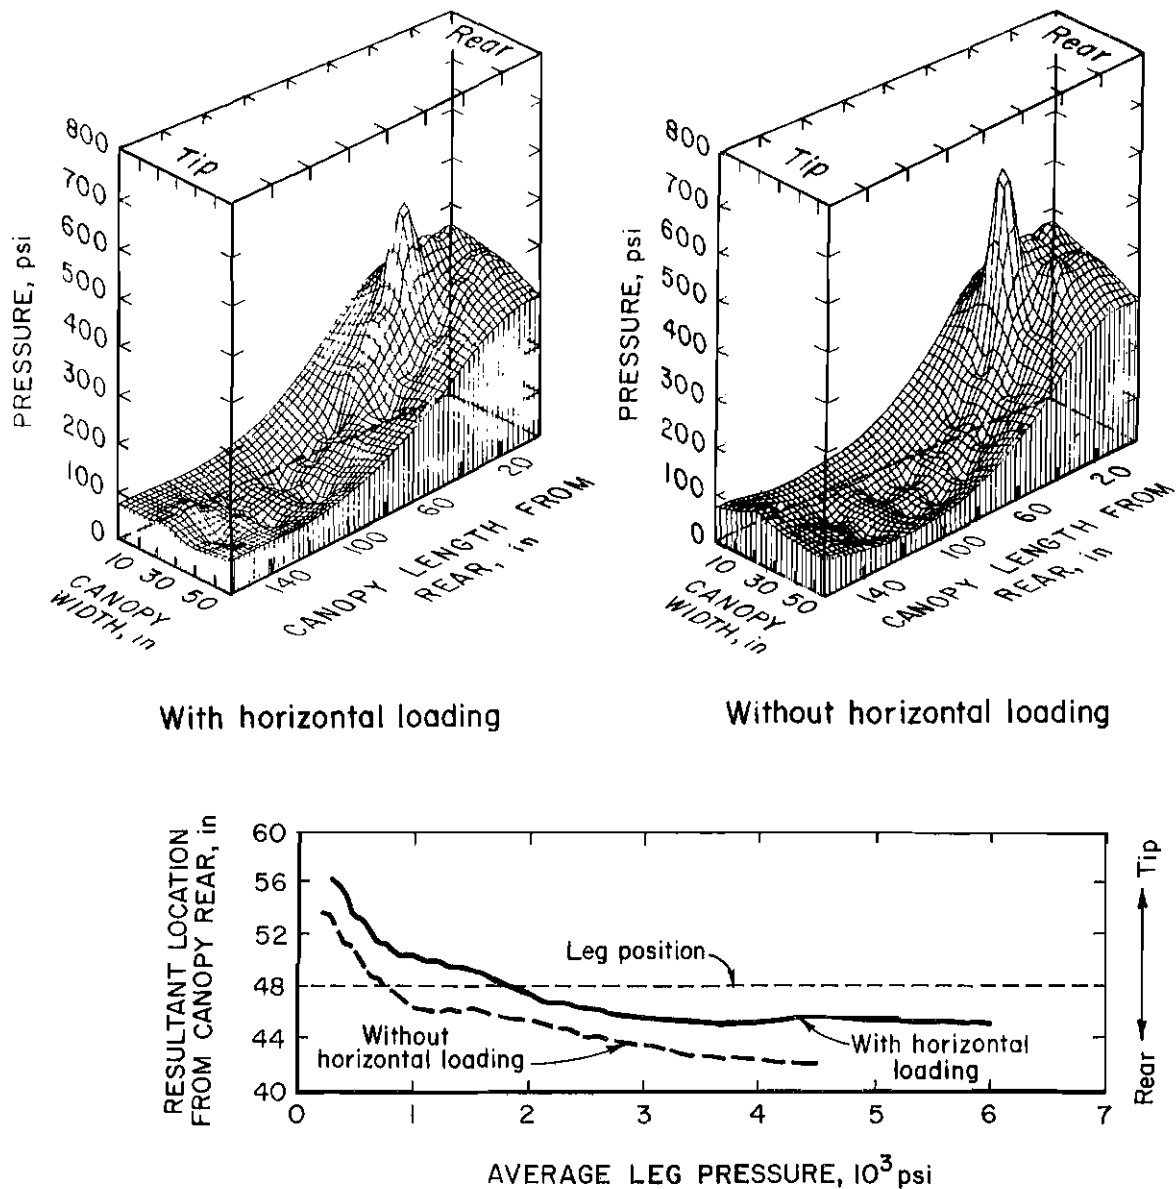 Rear
Tip
800
700
600
500
400
300
200
100
0
PRESSURE, psi
10 30 50
CANOPY
WIDTH, in
140
100
60
20
CANOPY LENGTH FROM
REAR, in
With horizontal loading
Rear
Tip
800
700
600
500
400
300
200
100
0
PRESSURE, psi
10 30 50
CANOPY
WIDTH, in
140
100
60
20
CANOPY LENGTH FROM
REAR, in
Without horizontal loading
RESULTANT LOCATION
FROM CANOPY REAR, in
60
56
52
48
44
40
Leg position
Without
horizontal loading
With horizontal
loading
Tip
Rear
0 1 2 3 4 5 6 7
AVERAGE LEG PRESSURE, 10³ psi